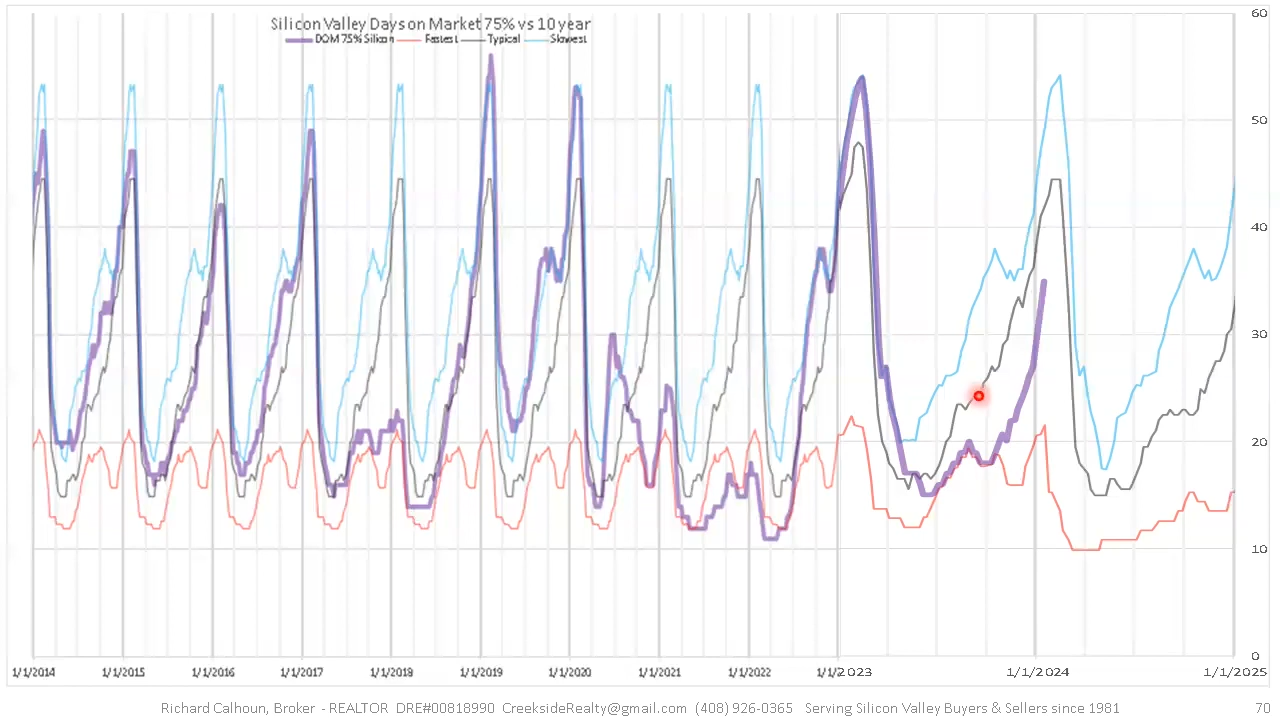 Silicon Valley Days on Market 75% vs 10 year
DOM 75% Silicon Fastest Typical Slowest
60
50
40
30
20
10
0
1/1/2014 1/1/2015 1/1/2016 1/1/2017 1/1/2018 1/1/2019 1/1/2020 1/1/2021 1/1/2022 1/1/2023 1/1/2024 1/1/2025
Richard Calhoun, Broker - REALTOR DRE#00818990 CreeksideRealty@gmail.com (408) 926-0365 Serving Silicon Valley Buyers & Sellers since 1981 70